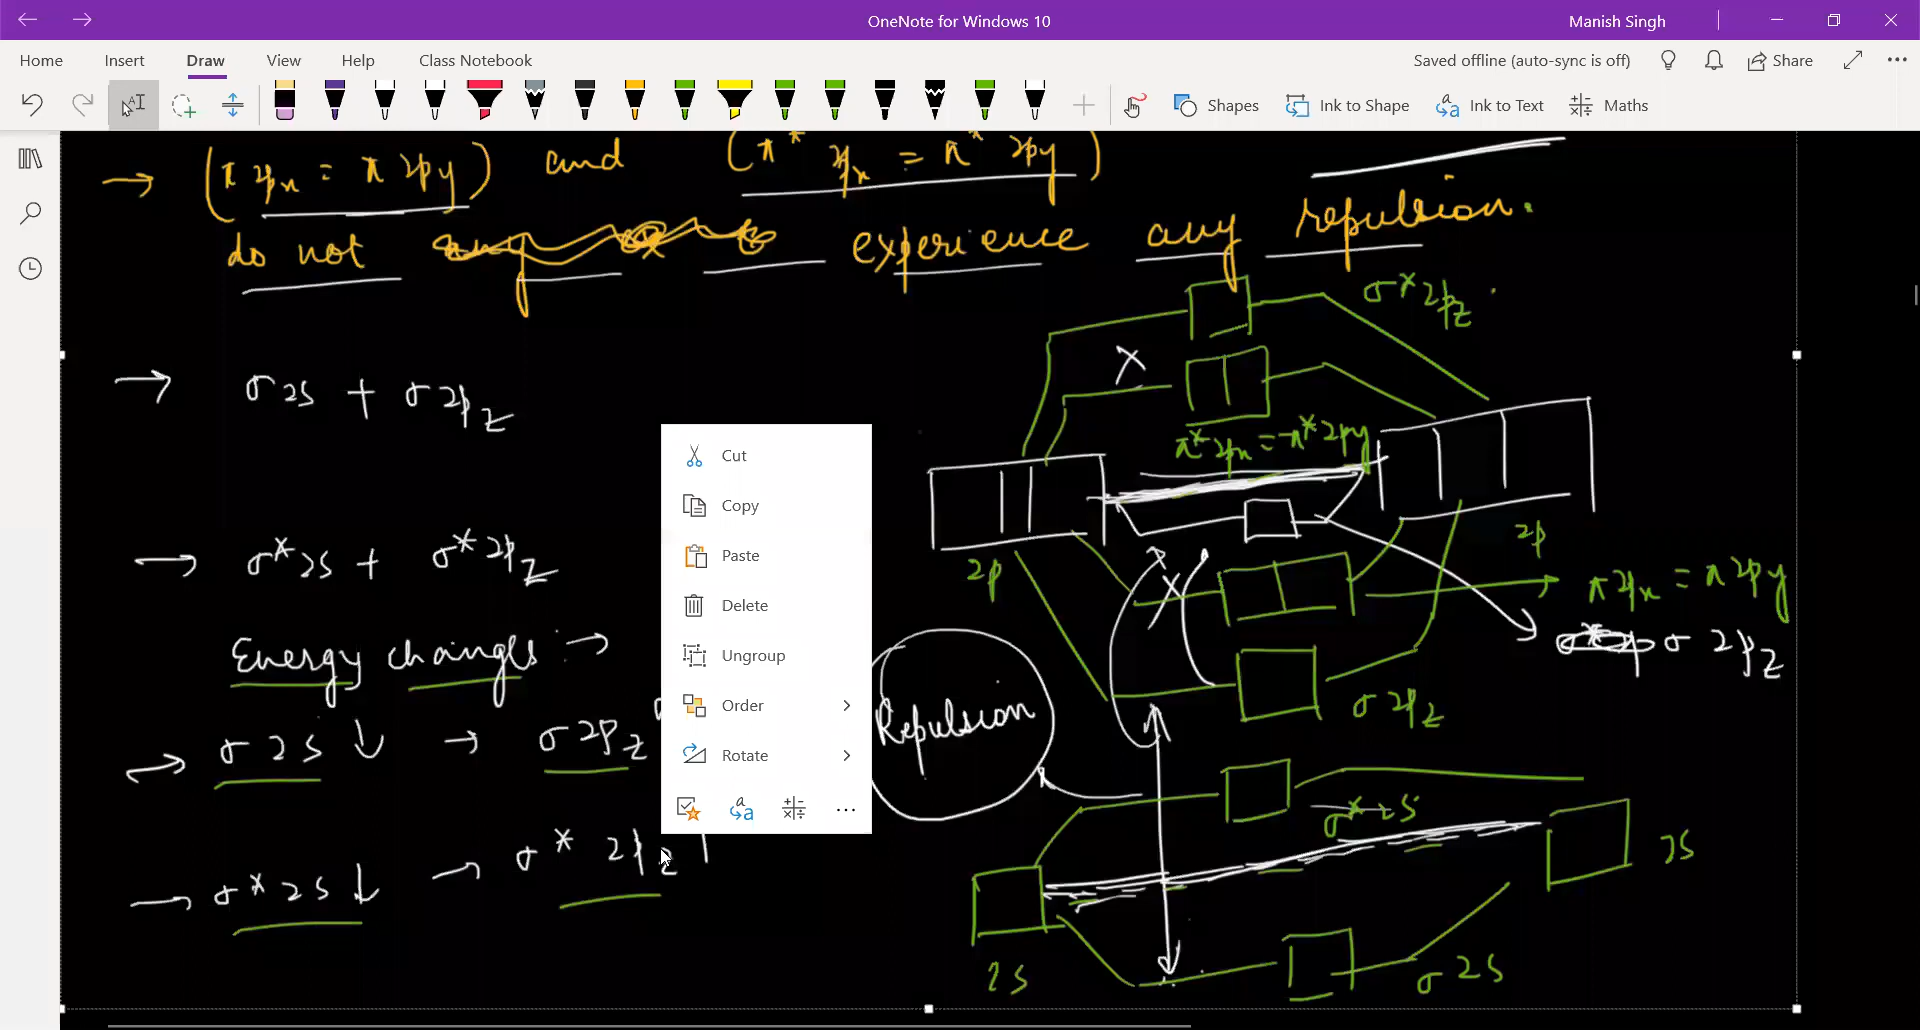 OneNote for Windows 10
Manish Singh
Home Insert Draw View Help Class Notebook
Saved offline (auto-sync is off) Share
Shapes Ink to Shape Ink to Text Maths
→ (π 2px = π 2py) and (π* 2px = π* 2py)
do not experience any repulsion.
σ* 2pz
→ σ 2s + σ 2pz
π* 2px = π* 2py
Cut
Copy
Paste
Delete
Ungroup
Order
Rotate
2p
2p
→ σ* 2s + σ* 2pz
π 2px = π 2py
σ 2pz
Energy changes :→
σ 2pz
Repulsion
→ σ 2s ↓ → σ 2pz
σ* 2s
2s
→ σ* 2s ↓ → σ* 2pz
2s
σ 2s